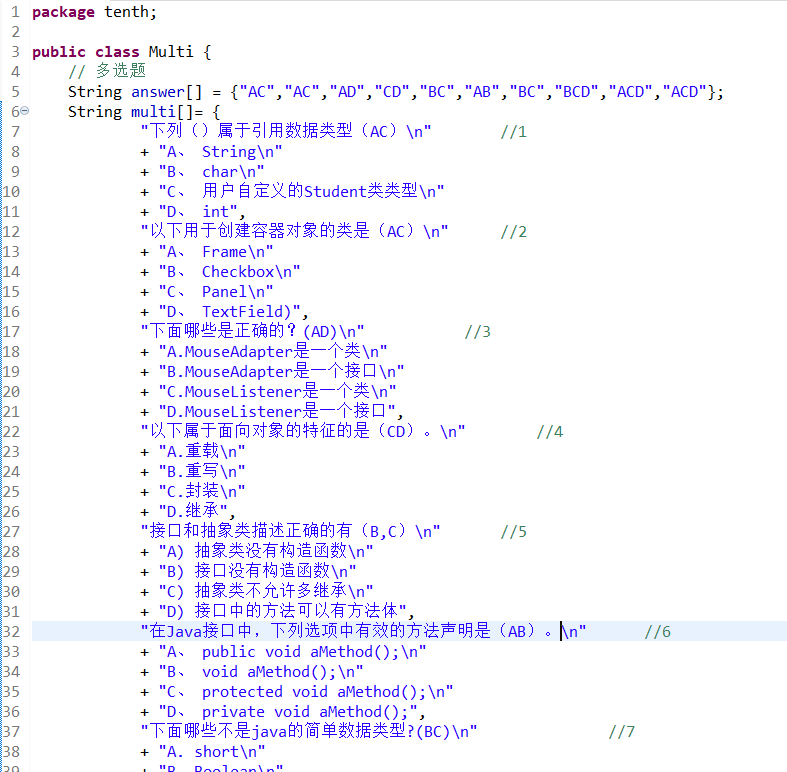 1 package tenth;
2
3 public class Multi {
4 // 多选题
5 String answer[] = {"AC","AC","AD","CD","BC","AB","BC","BCD","ACD","ACD"};
6 String multi[]= {
7 "下列（）属于引用数据类型（AC）\n" //1
8 + "A、 String\n"
9 + "B、 char\n"
10 + "C、 用户自定义的Student类类型\n"
11 + "D、 int",
12 "以下用于创建容器对象的类是（AC）\n" //2
13 + "A、 Frame\n"
14 + "B、 Checkbox\n"
15 + "C、 Panel\n"
16 + "D、 TextField)",
17 "下面哪些是正确的？(AD)\n" //3
18 + "A.MouseAdapter是一个类\n"
19 + "B.MouseAdapter是一个接口\n"
20 + "C.MouseListener是一个类\n"
21 + "D.MouseListener是一个接口",
22 "以下属于面向对象的特征的是（CD）。\n" //4
23 + "A.重载\n"
24 + "B.重写\n"
25 + "C.封装\n"
26 + "D.继承",
27 "接口和抽象类描述正确的有（B,C）\n" //5
28 + "A) 抽象类没有构造函数\n"
29 + "B) 接口没有构造函数\n"
30 + "C) 抽象类不允许多继承\n"
31 + "D) 接口中的方法可以有方法体",
32 "在Java接口中，下列选项中有效的方法声明是（AB）。\n" //6
33 + "A、 public void aMethod();\n"
34 + "B、 void aMethod();\n"
35 + "C、 protected void aMethod();\n"
36 + "D、 private void aMethod();",
37 "下面哪些不是java的简单数据类型?(BC)\n" //7
38 + "A. short\n"
39 + "B. Boolean\n"